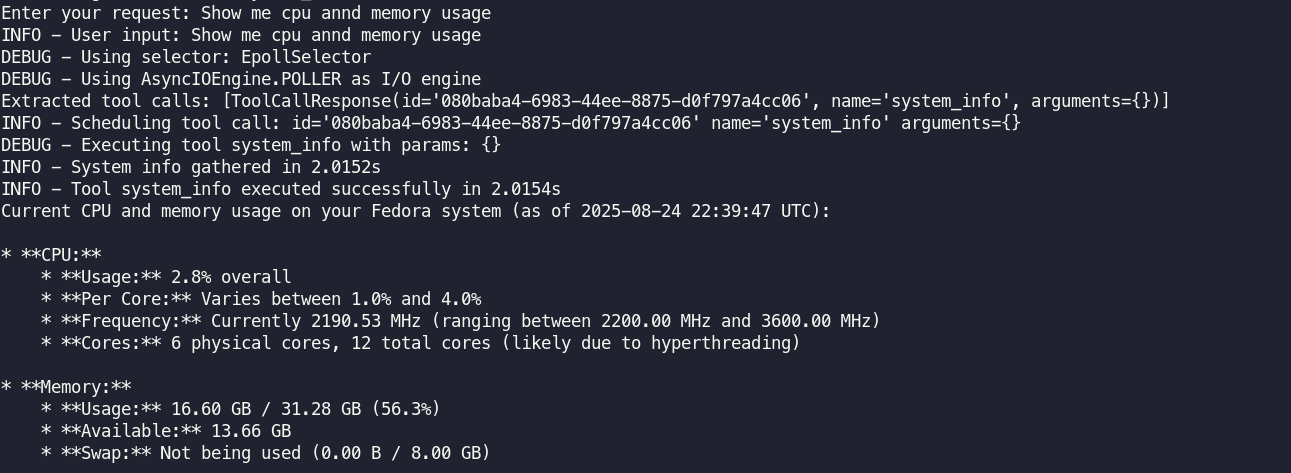 Enter your request: Show me cpu annd memory usage
INFO – User input: Show me cpu annd memory usage
DEBUG – Using selector: EpollSelector
DEBUG – Using AsyncIOEngine.POLLER as I/O engine
Extracted tool calls: [ToolCallResponse(id='080baba4-6983-44ee-8875-d0f797a4cc06', name='system_info', arguments={})]
INFO – Scheduling tool call: id='080baba4-6983-44ee-8875-d0f797a4cc06' name='system_info' arguments={}
DEBUG – Executing tool system_info with params: {}
INFO – System info gathered in 2.0152s
INFO – Tool system_info executed successfully in 2.0154s
Current CPU and memory usage on your Fedora system (as of 2025-08-24 22:39:47 UTC):
* **CPU:**
* **Usage:** 2.8% overall
* **Per Core:** Varies between 1.0% and 4.0%
* **Frequency:** Currently 2190.53 MHz (ranging between 2200.00 MHz and 3600.00 MHz)
* **Cores:** 6 physical cores, 12 total cores (likely due to hyperthreading)
* **Memory:**
* **Usage:** 16.60 GB / 31.28 GB (56.3%)
* **Available:** 13.66 GB
* **Swap:** Not being used (0.00 B / 8.00 GB)